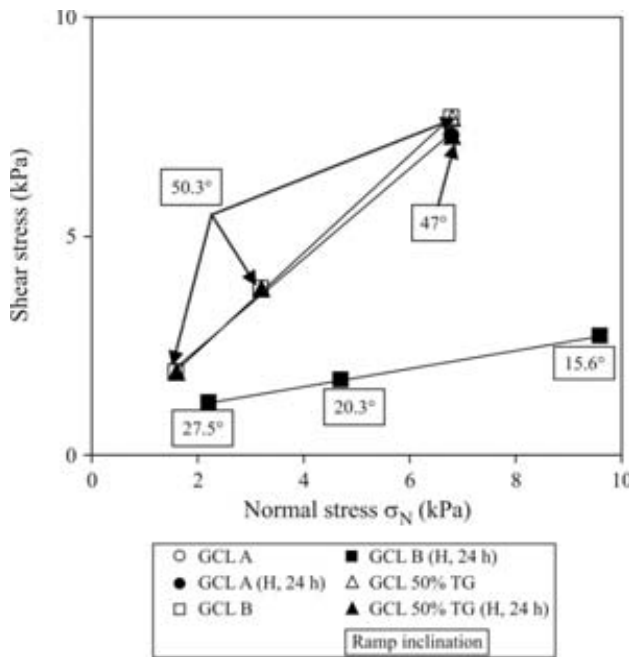 10
50.3°
5
47°
Shear stress (kPa)
15.6°
27.5°
20.3°
0
0 2 4 6 8 10
Normal stress σN (kPa)
GCL A
GCL B (H, 24 h)
GCL A (H, 24 h)
GCL 50% TG
GCL B
GCL 50% TG (H, 24 h)
Ramp inclination